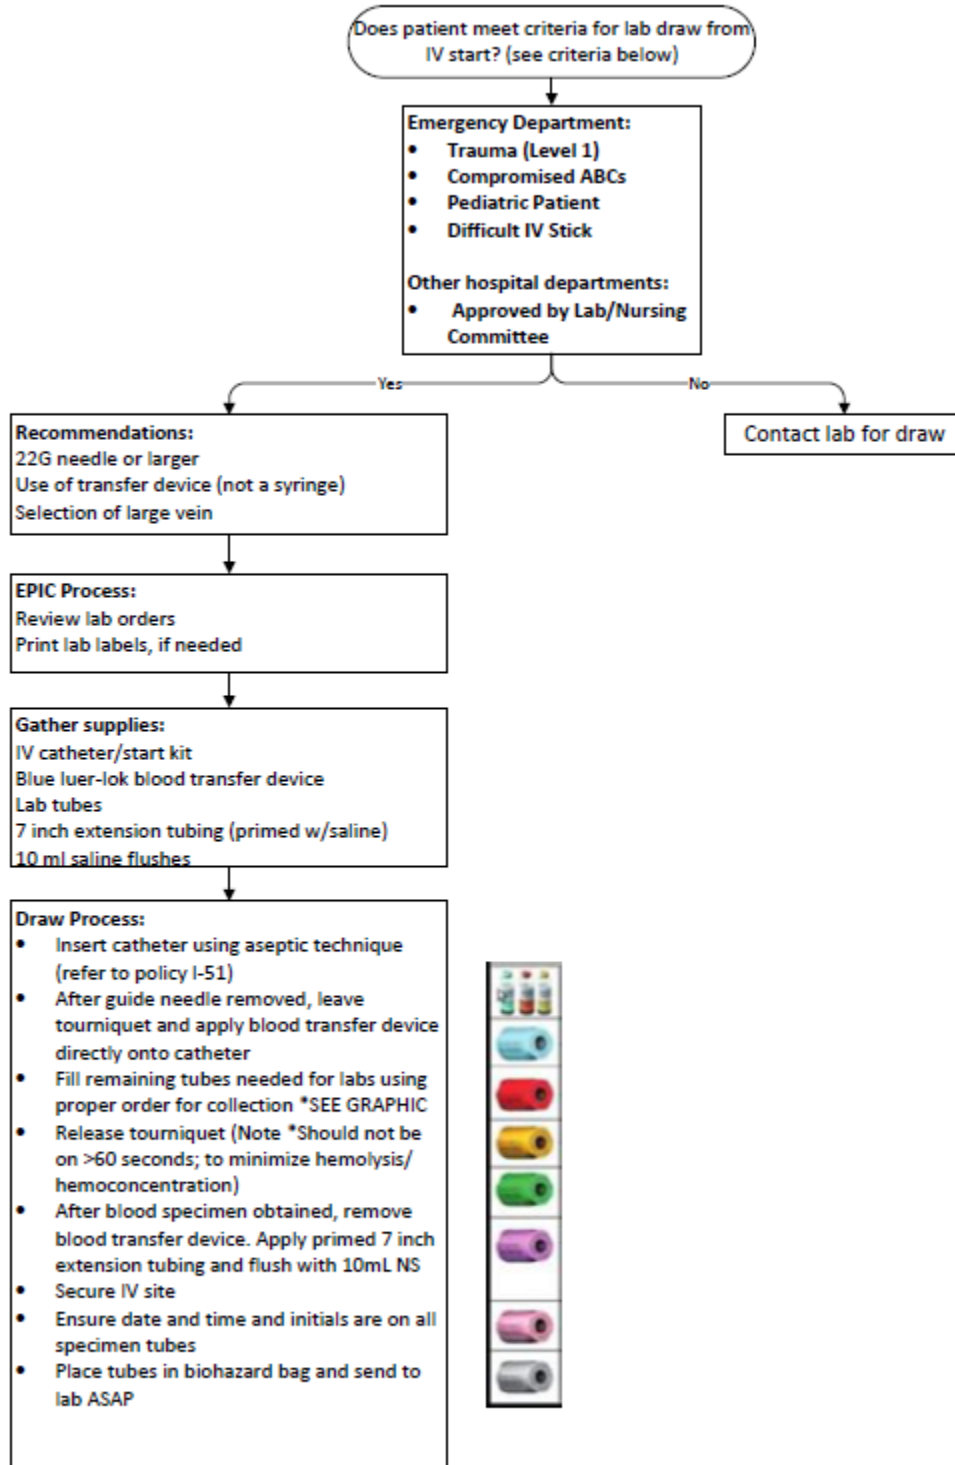 Does patient meet criteria for lab draw from
IV start? (see criteria below)
Emergency Department:
• Trauma (Level 1)
• Compromised ABCs
• Pediatric Patient
• Difficult IV Stick
Other hospital departments:
• Approved by Lab/Nursing
Committee
Yes
No
Recommendations:
22G needle or larger
Use of transfer device (not a syringe)
Selection of large vein
Contact lab for draw
EPIC Process:
Review lab orders
Print lab labels, if needed
Gather supplies:
IV catheter/start kit
Blue luer-lok blood transfer device
Lab tubes
7 inch extension tubing (primed w/saline)
10 ml saline flushes
Draw Process:
• Insert catheter using aseptic technique
(refer to policy I-51)
• After guide needle removed, leave
tourniquet and apply blood transfer device
directly onto catheter
• Fill remaining tubes needed for labs using
proper order for collection *SEE GRAPHIC
• Release tourniquet (Note *Should not be
on >60 seconds; to minimize hemolysis/
hemoconcentration)
• After blood specimen obtained, remove
blood transfer device. Apply primed 7 inch
extension tubing and flush with 10mL NS
• Secure IV site
• Ensure date and time and initials are on all
specimen tubes
• Place tubes in biohazard bag and send to
lab ASAP